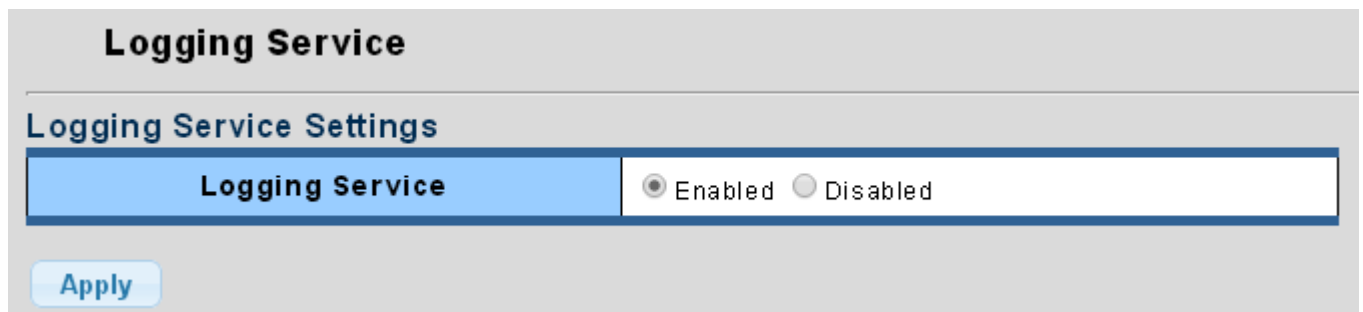 Logging Service
Logging Service Settings
Logging Service Enabled Disabled
Apply